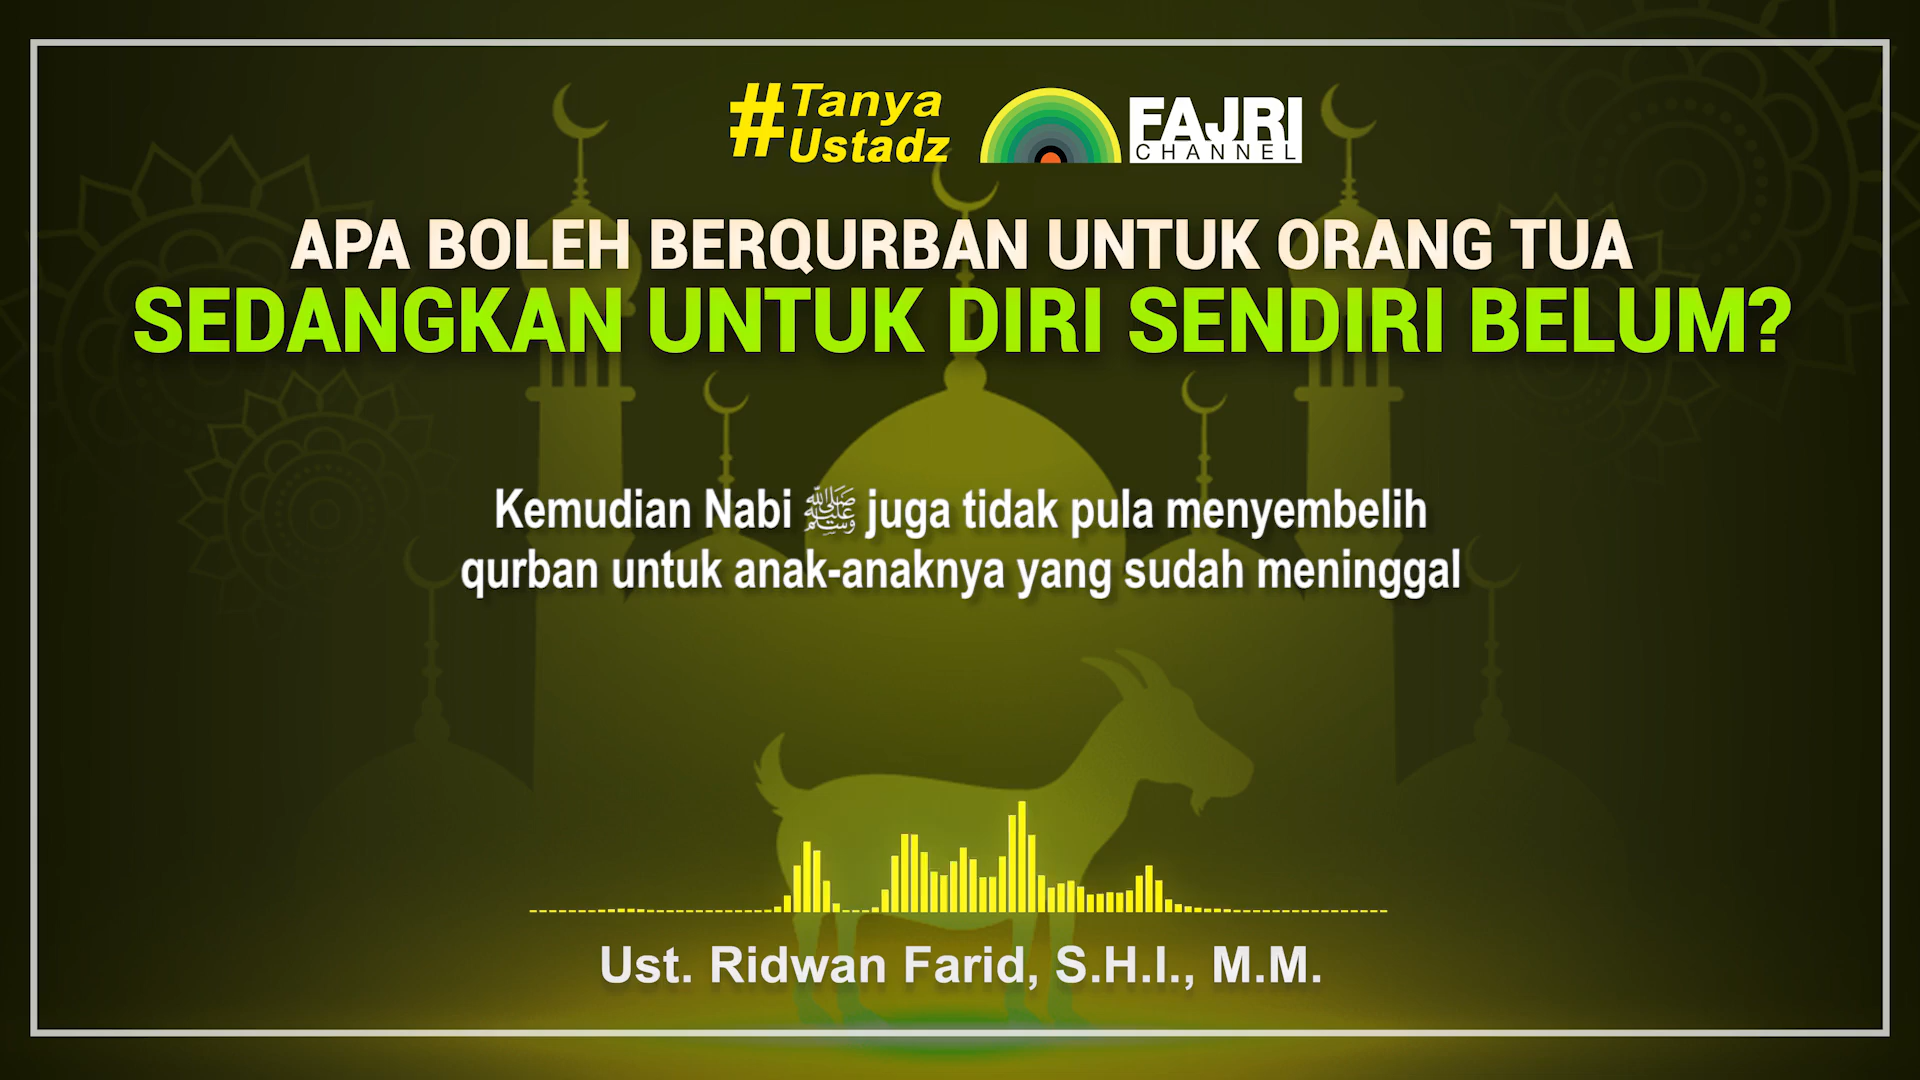 #Tanya
Ustadz
FAJRI
CHANNEL
APA BOLEH BERQURBAN UNTUK ORANG TUA
SEDANGKAN UNTUK DIRI SENDIRI BELUM?
Kemudian Nabi ﷺ juga tidak pula menyembelih
qurban untuk anak-anaknya yang sudah meninggal
Ust. Ridwan Farid, S.H.I., M.M.